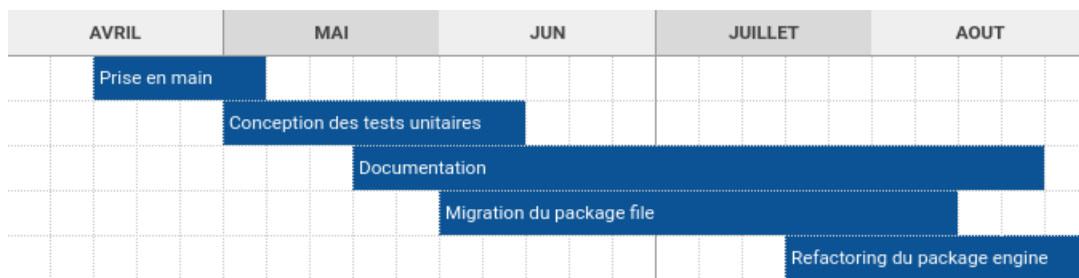 AVRIL MAI JUN JUILLET AOUT
Prise en main
Conception des tests unitaires
Documentation
Migration du package file
Refactoring du package engine